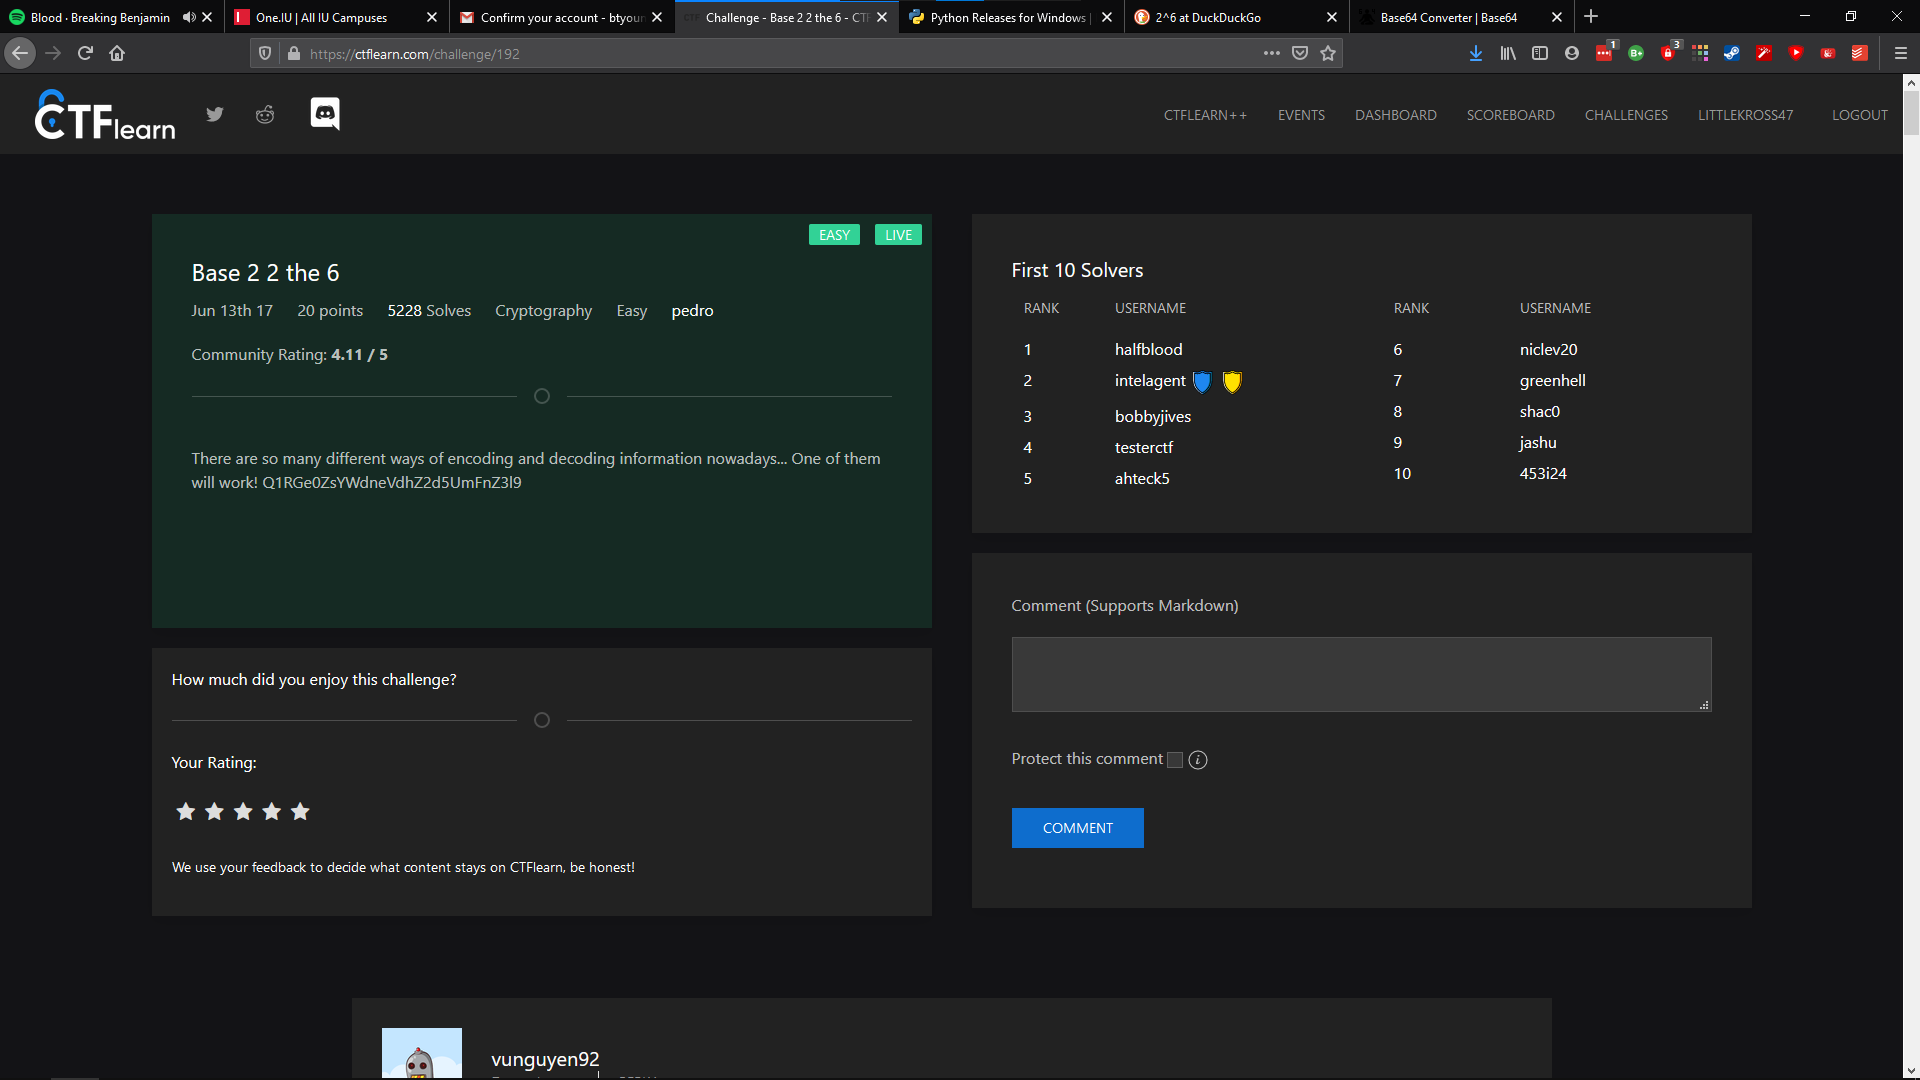 Blood · Breaking Benjamin
One.IU | All IU Campuses
Confirm your account - btyoun
Challenge - Base 2 2 the 6 - CTF
Python Releases for Windows |
2^6 at DuckDuckGo
Base64 Converter | Base64
https://ctflearn.com/challenge/192
1
3
CTFlearn
CTFLEARN++
EVENTS
DASHBOARD
SCOREBOARD
CHALLENGES
LITTLEKROSS47
LOGOUT
EASY
LIVE
Base 2 2 the 6
Jun 13th 17 20 points 5228 Solves Cryptography Easy pedro
Community Rating: 4.11 / 5
There are so many different ways of encoding and decoding information nowadays... One of them
will work! Q1RGe0ZsYWdneVdhZ2d5UmFnZ3l9
How much did you enjoy this challenge?
Your Rating:
We use your feedback to decide what content stays on CTFlearn, be honest!
First 10 Solvers
RANK USERNAME RANK USERNAME
1 halfblood 6 niclev20
2 intelagent 7 greenhell
3 bobbyjives 8 shac0
4 testerctf 9 jashu
5 ahteck5 10 453i24
Comment (Supports Markdown)
Protect this comment
COMMENT
vunguyen92